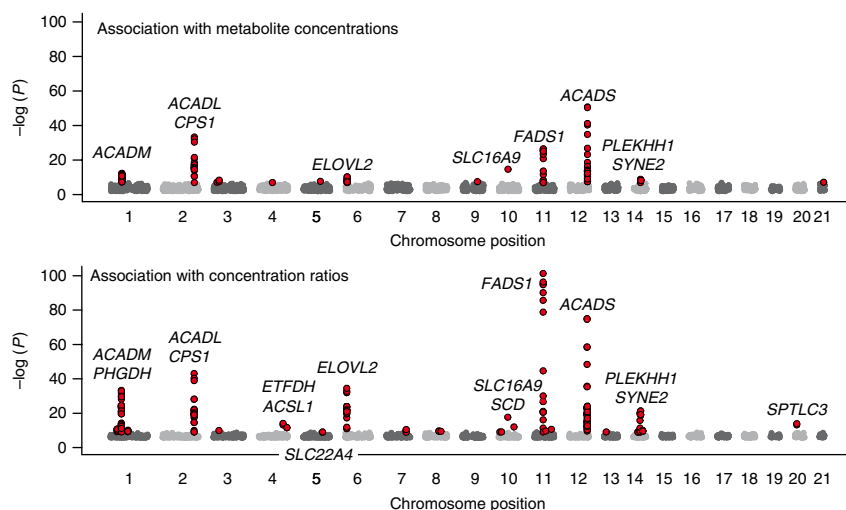 100
Association with metabolite concentrations
80
60
ACADL
ACADS
–log (P)
CPS1
40
FADS1
PLEKHH1
ACADM
SLC16A9
SYNE2
20
ELOVL2
0
1 2 3 4 5 6 7 8 9 10 11 12 13 14 15 16 17 18 19 20 21
Chromosome position
100
Association with concentration ratios
FADS1
80
ACADS
60
ACADL
ACADM
CPS1
–log (P)
PHGDH
ELOVL2
40
ETFDH
SLC16A9
PLEKHH1
ACSL1
SCD
SYNE2
20
SPTLC3
0
SLC22A4
1 2 3 4 5 6 7 8 9 10 11 12 13 14 15 16 17 18 19 20 21
Chromosome position